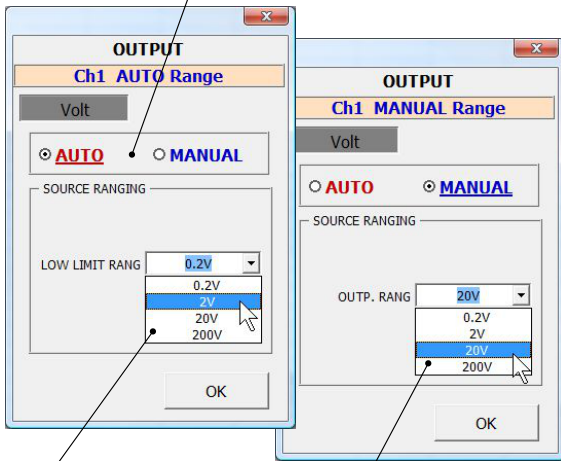 OUTPUT
Ch1 AUTO Range
Volt
AUTO MANUAL
SOURCE RANGING
LOW LIMIT RANG 0.2V
0.2V
2V
20V
200V
OK
OUTPUT
Ch1 MANUAL Range
Volt
AUTO MANUAL
SOURCE RANGING
OUTP. RANG 20V
0.2V
2V
20V
200V
OK